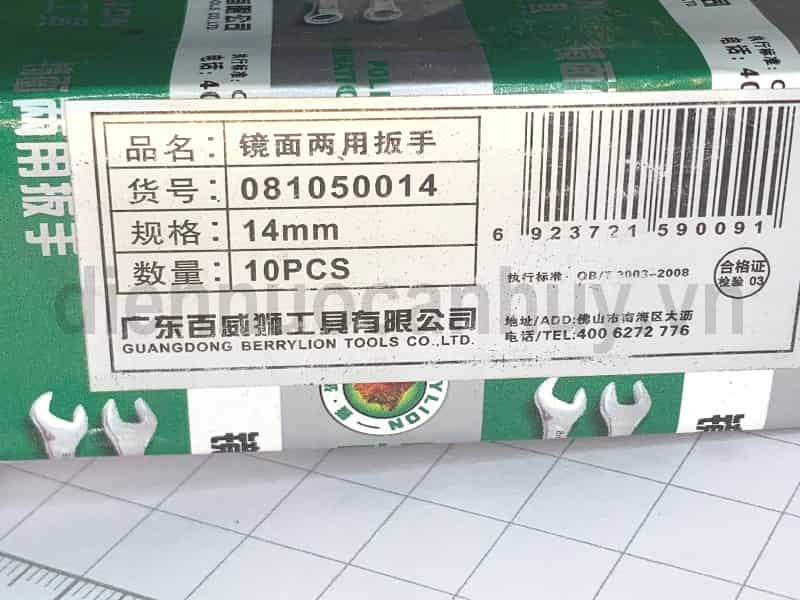 两用扳手
品名：镜面两用扳手
货号：081050014
规格：14mm
数量：10PCS
广东百威狮工具有限公司
GUANGDONG BERRYLION TOOLS CO.,LTD.
6 923721 590091
执行标准：QB/T 3003-2008
合格证
检验 03
地址/ADD:佛山市南海区大沥
电话/TEL:400 6272 776
diennuocanhuy.vn